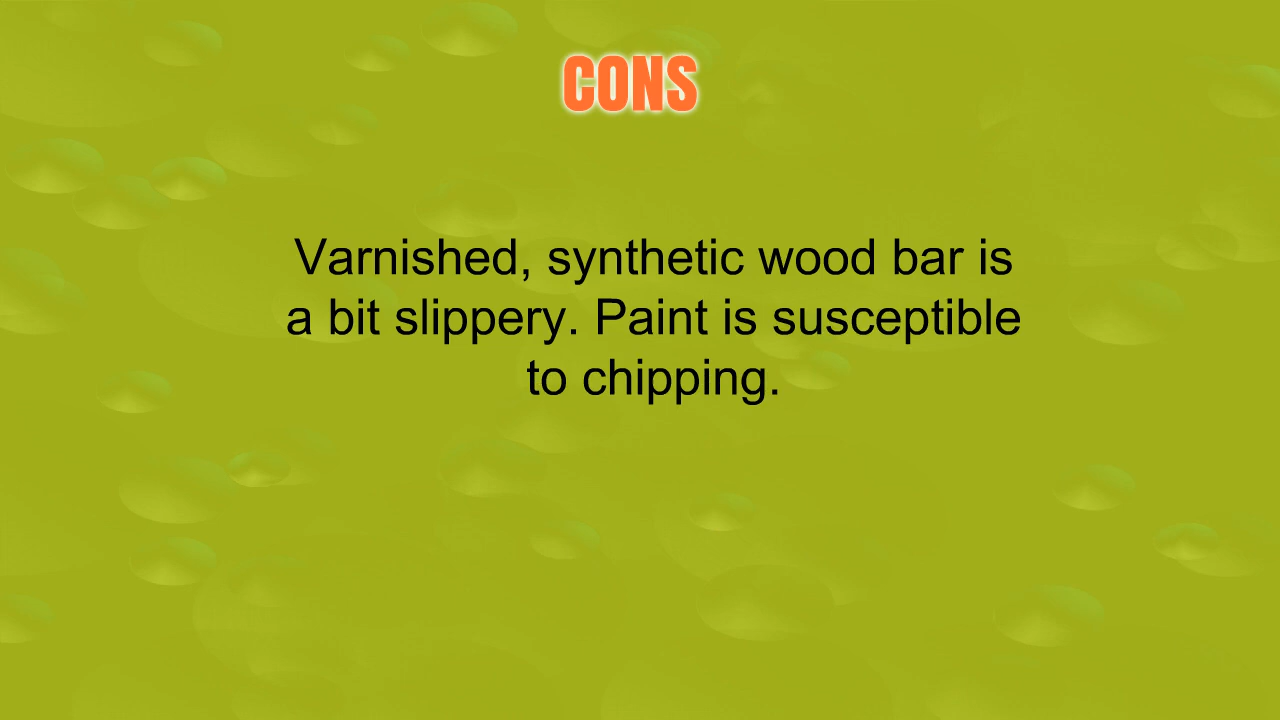 CONS
Varnished, synthetic wood bar is
a bit slippery. Paint is susceptible
to chipping.